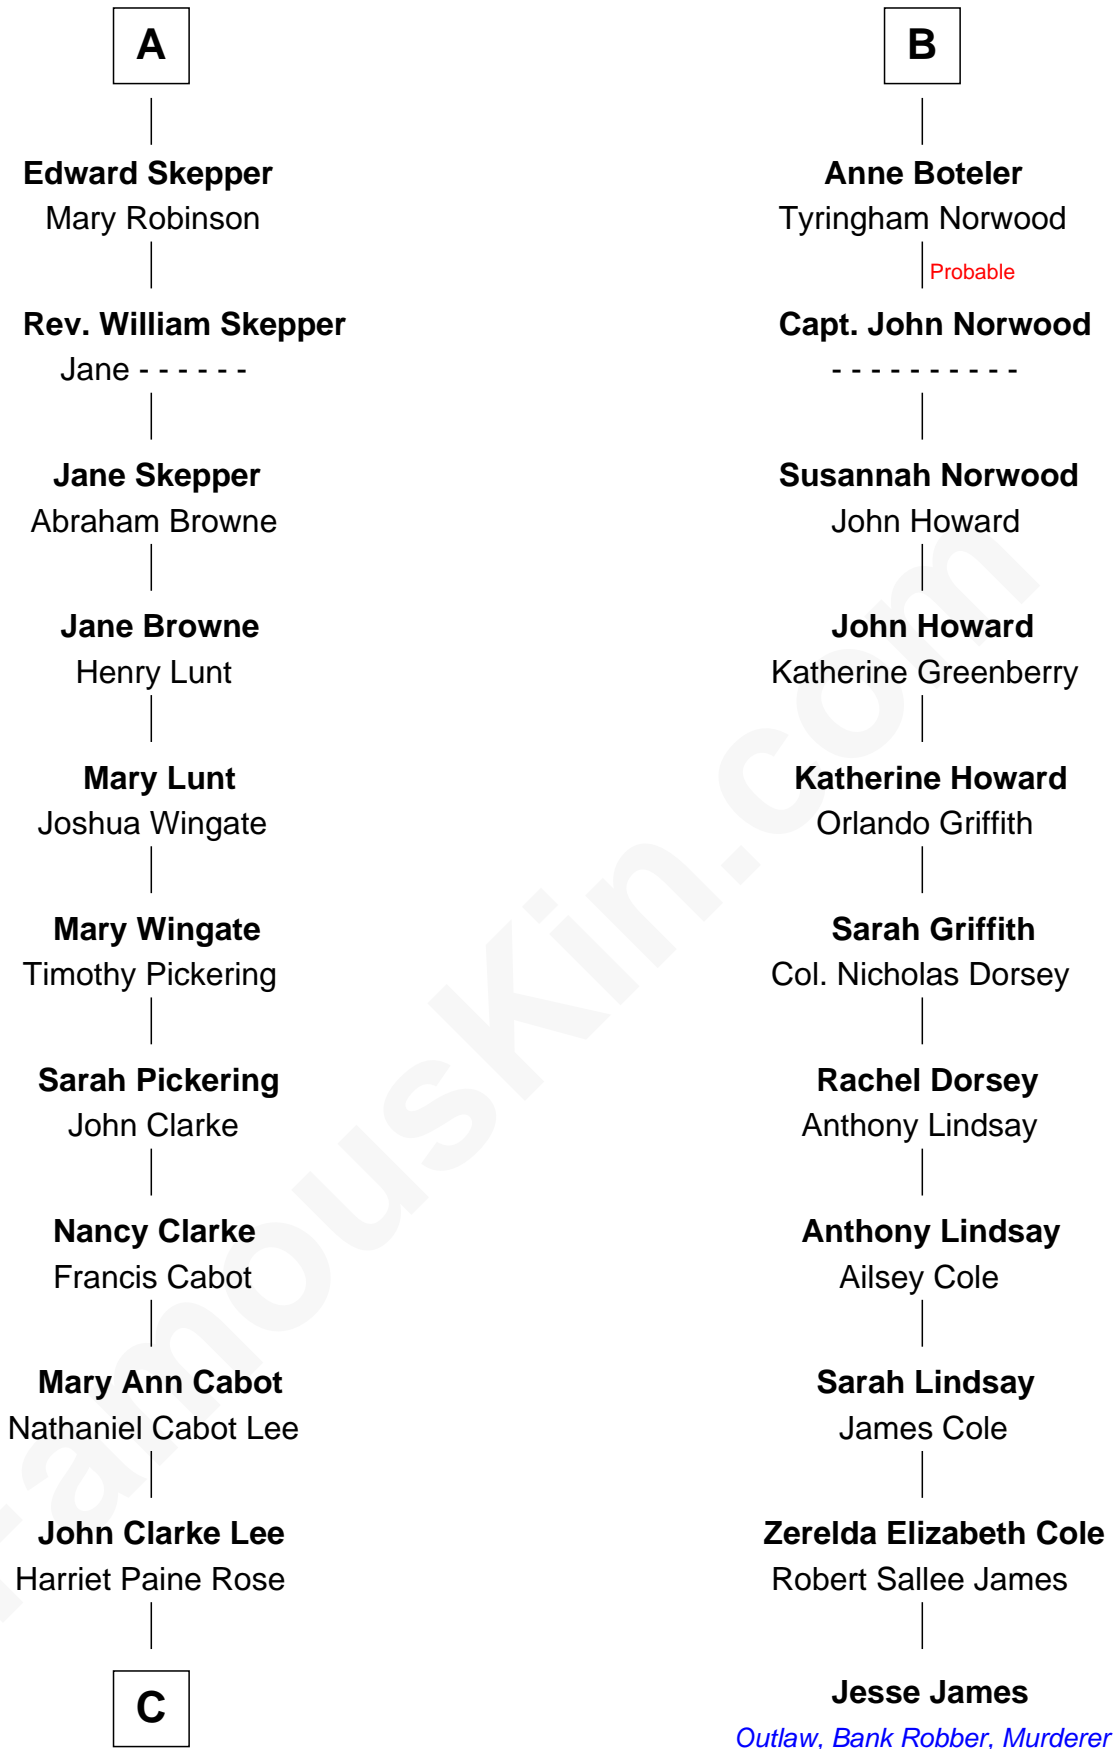 A
Edward Skepper
Mary Robinson
Rev. William Skepper
Jane - - - - - -
Jane Skepper
Abraham Browne
Jane Browne
Henry Lunt
Mary Lunt
Joshua Wingate
Mary Wingate
Timothy Pickering
Sarah Pickering
John Clarke
Nancy Clarke
Francis Cabot
Mary Ann Cabot
Nathaniel Cabot Lee
John Clarke Lee
Harriet Paine Rose
C
B
Anne Boteler
Tyringham Norwood
Probable
Capt. John Norwood
- - - - - - - - - -
Susannah Norwood
John Howard
John Howard
Katherine Greenberry
Katherine Howard
Orlando Griffith
Sarah Griffith
Col. Nicholas Dorsey
Rachel Dorsey
Anthony Lindsay
Anthony Lindsay
Ailsey Cole
Sarah Lindsay
James Cole
Zerelda Elizabeth Cole
Robert Sallee James
Jesse James
Outlaw, Bank Robber, Murderer
FamousKin.com